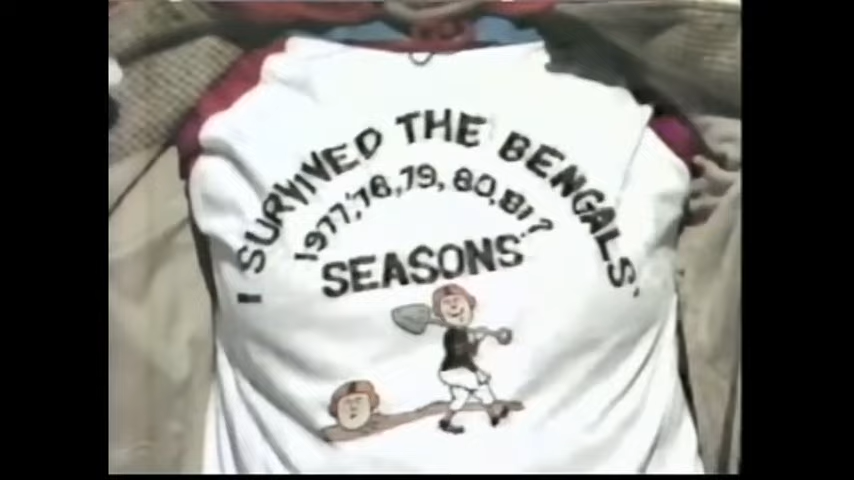 I SURVIVED THE BENGALS'
1977,'78,79, 80,81?
SEASONS